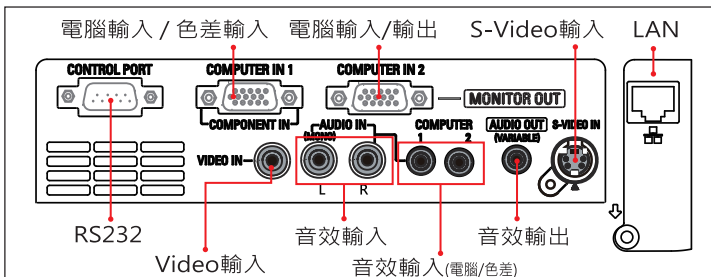 電腦輸入 / 色差輸入
電腦輸入/輸出
S-Video輸入
LAN
CONTROL PORT
COMPUTER IN 1
COMPUTER IN 2
MONITOR OUT
COMPONENT IN
AUDIO IN
(MONO)
COMPUTER
1
2
AUDIO OUT
(VARIABLE)
S-VIDEO IN
VIDEO IN
L
R
RS232
Video輸入
音效輸入
音效輸入(電腦/色差)
音效輸出